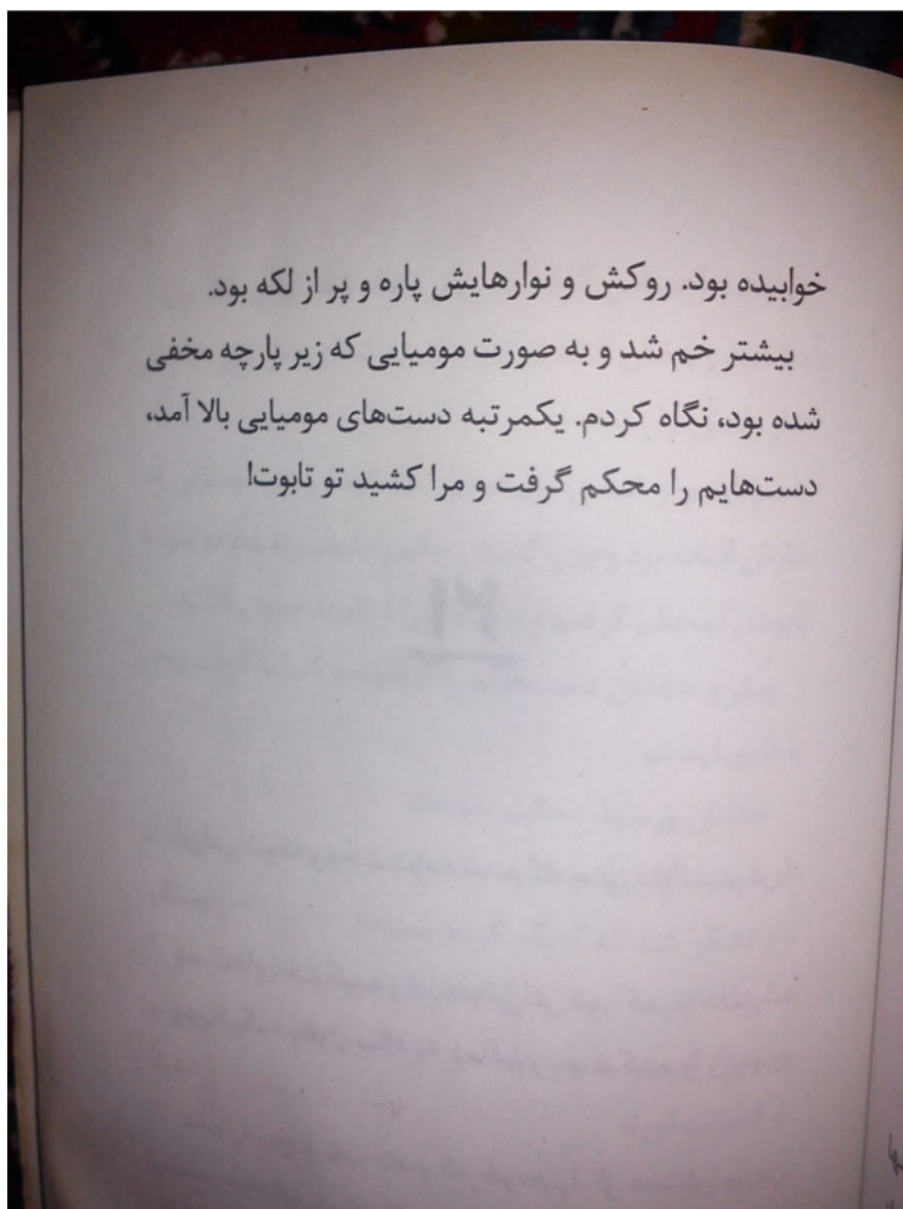 خوابیده بود. روکش و نوارهایش پاره و پر از لکه بود.
بیشتر خم شد و به صورت مومیایی که زیر پارچه مخفی
شده بود، نگاه کردم. یکمرتبه دست‌های مومیایی بالا آمد،
دست‌هایم را محکم گرفت و مرا کشید تو تابوت!